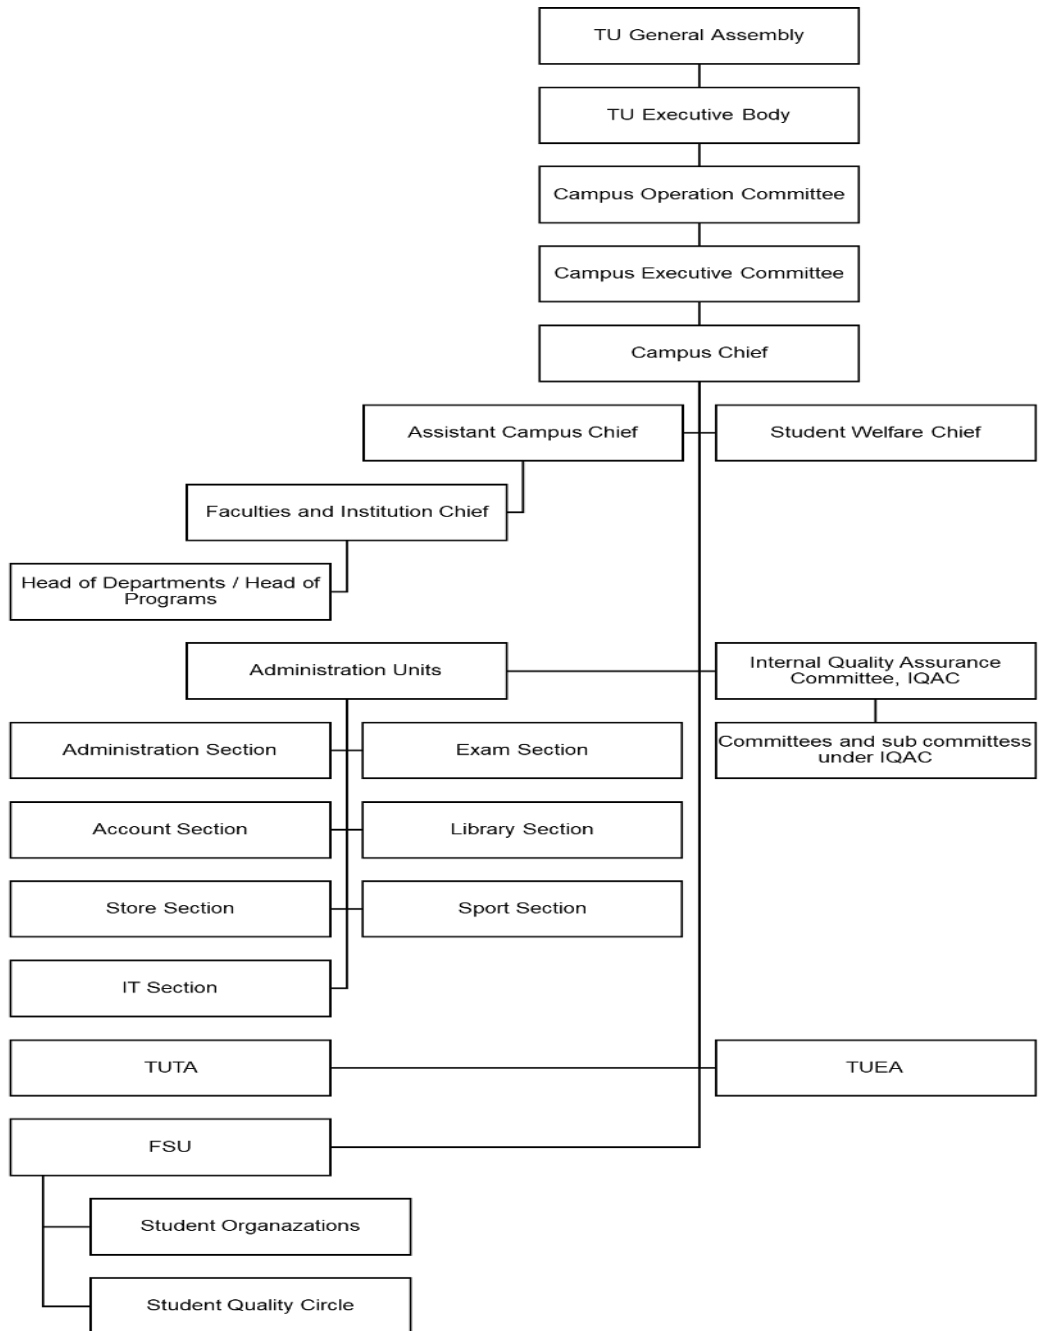 TU General Assembly
TU Executive Body
Campus Operation Committee
Campus Executive Committee
Campus Chief
Assistant Campus Chief
Student Welfare Chief
Faculties and Institution Chief
Head of Departments / Head of
Programs
Administration Units
Internal Quality Assurance
Committee, IQAC
Administration Section
Exam Section
Committees and sub committess
under IQAC
Account Section
Library Section
Store Section
Sport Section
IT Section
TUTA
TUEA
FSU
Student Organazations
Student Quality Circle